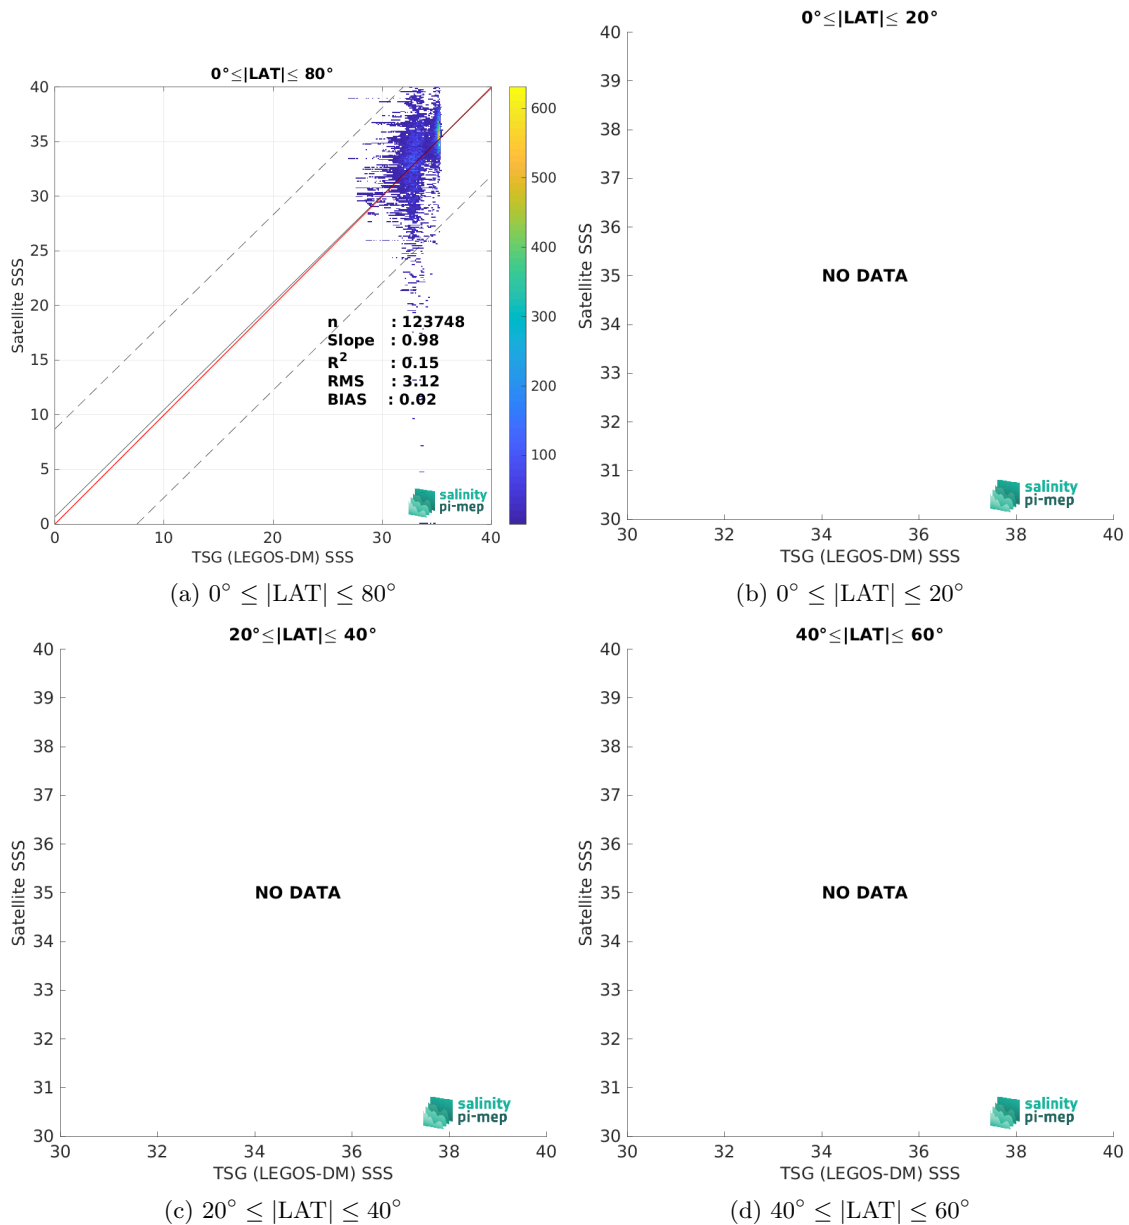 0°≤|LAT|≤ 80°
40
35
30
25
20
15
10
5
0
Satellite SSS
0
10
20
30
40
TSG (LEGOS-DM) SSS
n : 123748
Slope : 0.98
R2 : 0.15
RMS : 3.12
BIAS : 0.02
600
500
400
300
200
100
salinity
pi-mep
(a) 0° ≤ |LAT| ≤ 80°
0°≤|LAT|≤ 20°
40
39
38
37
36
35
34
33
32
31
30
Satellite SSS
NO DATA
salinity
pi-mep
30
32
34
36
38
40
TSG (LEGOS-DM) SSS
(b) 0° ≤ |LAT| ≤ 20°
20°≤|LAT|≤ 40°
40
39
38
37
36
35
34
33
32
31
30
Satellite SSS
NO DATA
salinity
pi-mep
30
32
34
36
38
40
TSG (LEGOS-DM) SSS
(c) 20° ≤ |LAT| ≤ 40°
40°≤|LAT|≤ 60°
40
39
38
37
36
35
34
33
32
31
30
Satellite SSS
NO DATA
salinity
pi-mep
30
32
34
36
38
40
TSG (LEGOS-DM) SSS
(d) 40° ≤ |LAT| ≤ 60°